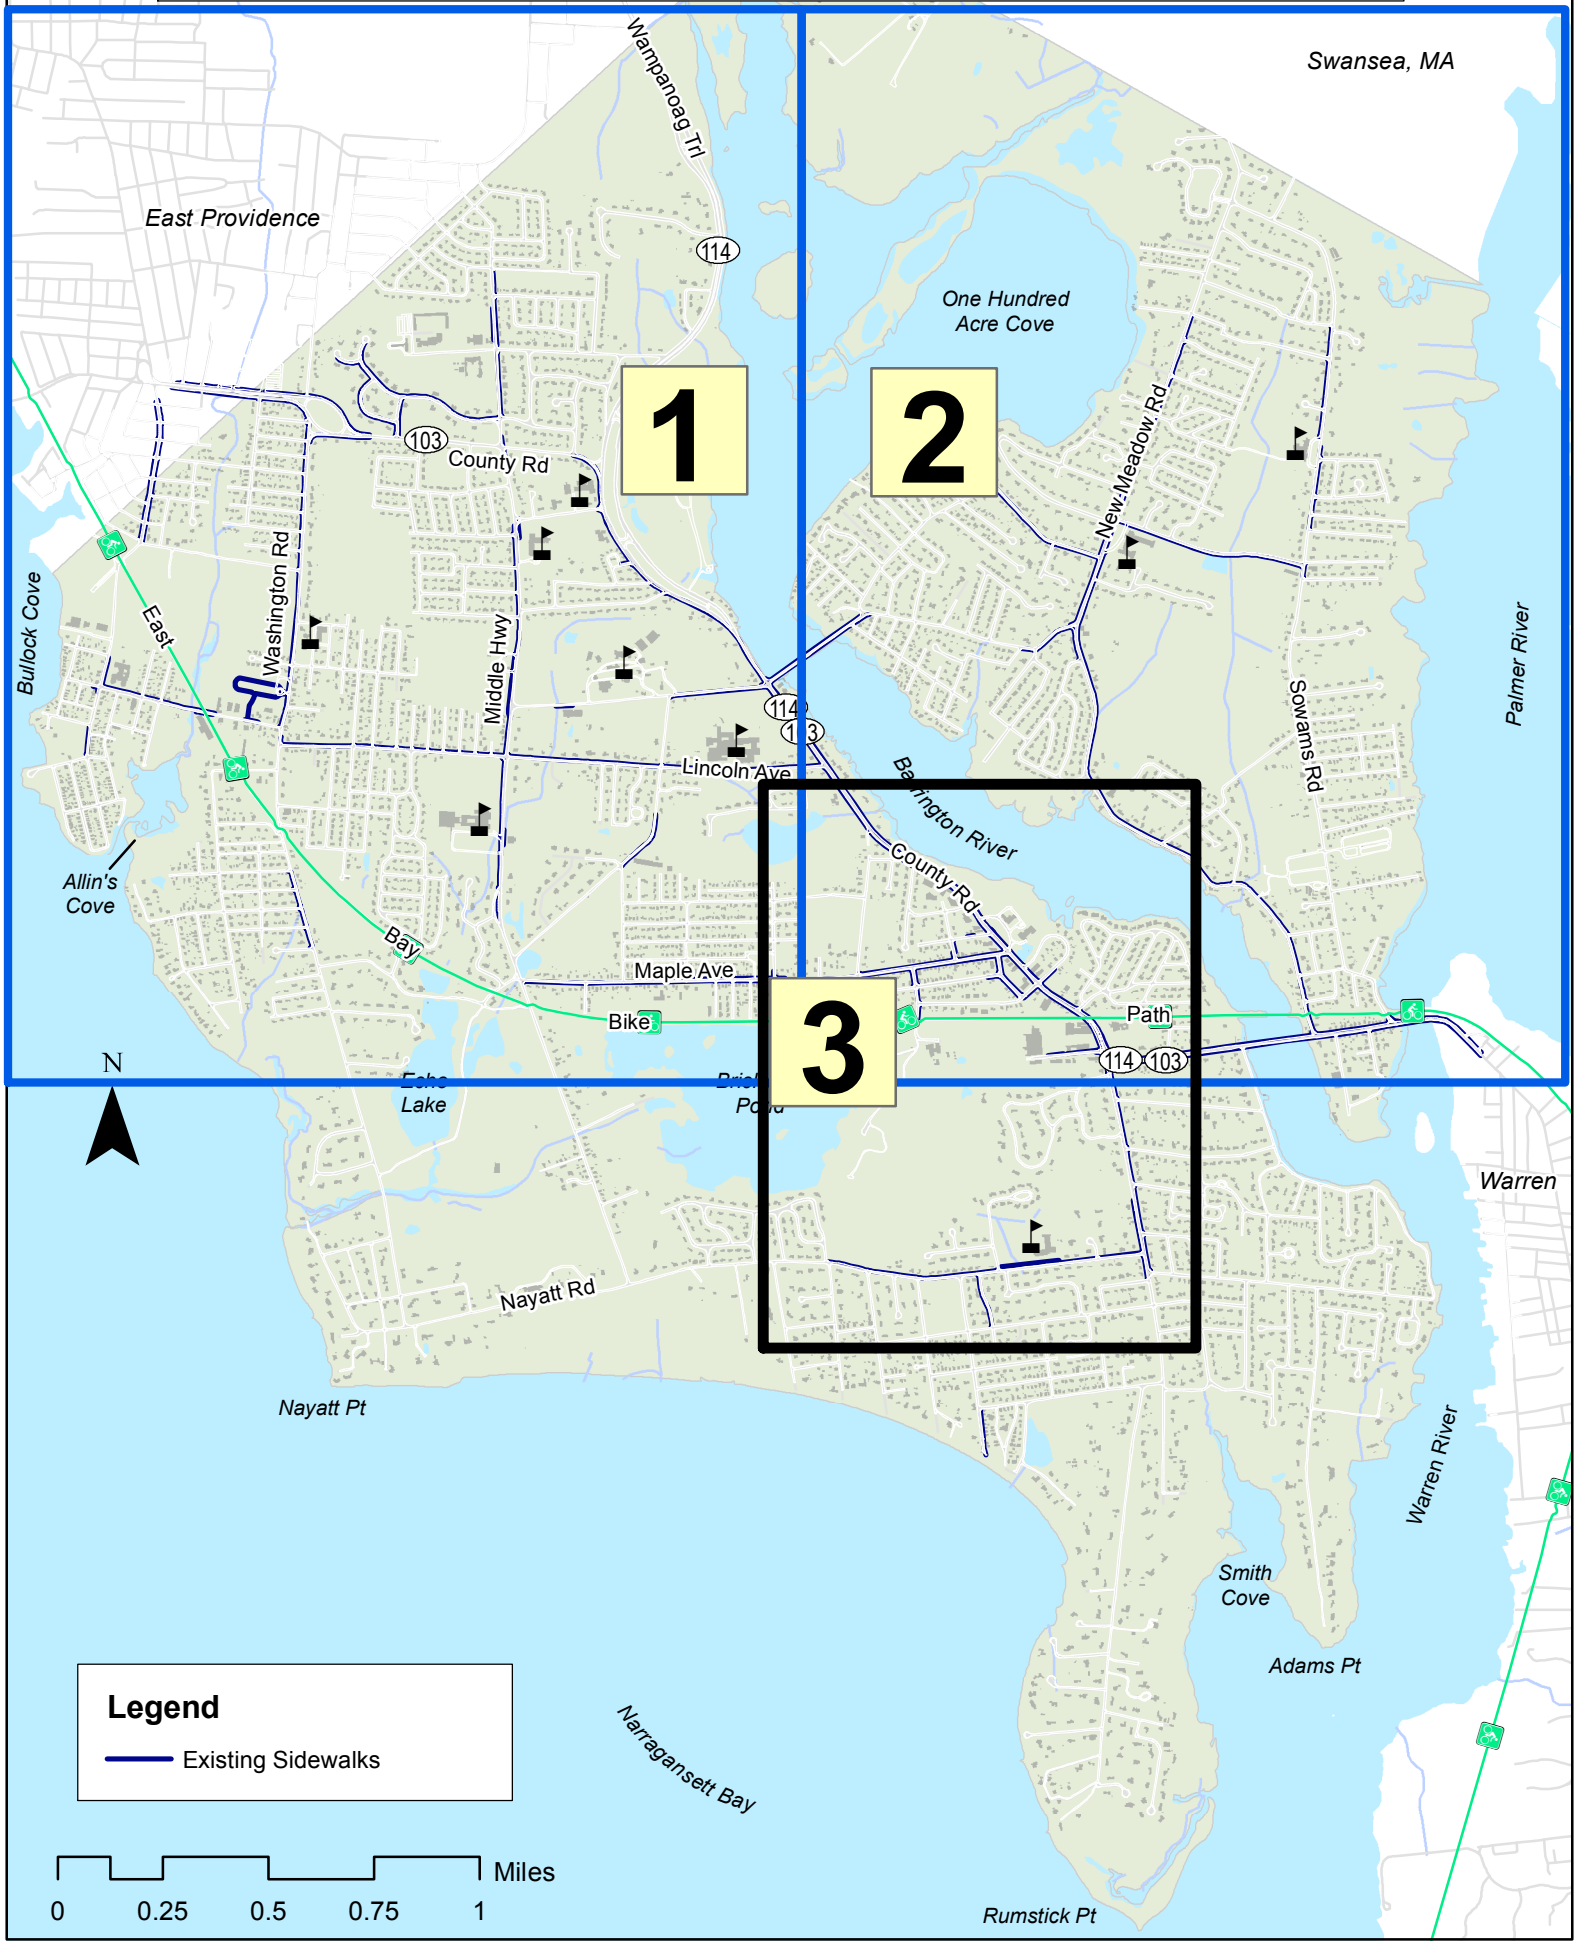 Wampanoag Trl
Swansea, MA
East Providence
114
One Hundred
Acre Cove
1
2
103
County Rd
New Meadow Rd
Washington Rd
East
Bullock Cove
Middle Hwy
Palmer River
Sowams Rd
114
103
Lincoln Ave
Barrington River
County Rd
Allin's
Cove
Bay
Maple Ave
Bike
3
Path
114
103
N
Echo
Lake
Pond
Warren
Nayatt Rd
Nayatt Pt
Warren River
Smith
Cove
Adams Pt
Legend
Existing Sidewalks
Narragansett Bay
Miles
0 0.25 0.5 0.75 1
Rumstick Pt